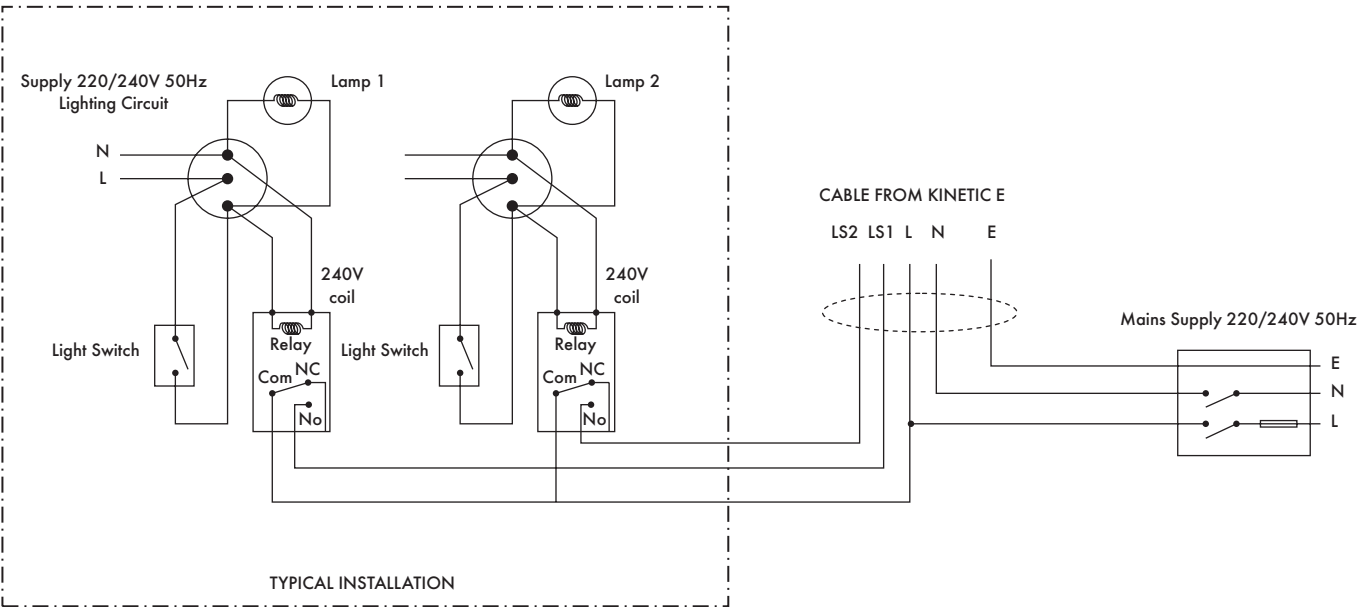 Supply 220/240V 50Hz
Lighting Circuit
Lamp 1
Lamp 2
N
L
CABLE FROM KINETIC E
LS2 LS1 L N E
240V
coil
240V
coil
Mains Supply 220/240V 50Hz
Light Switch
Relay
Light Switch
Relay
Com
NC
No
Com
NC
No
E
N
L
TYPICAL INSTALLATION